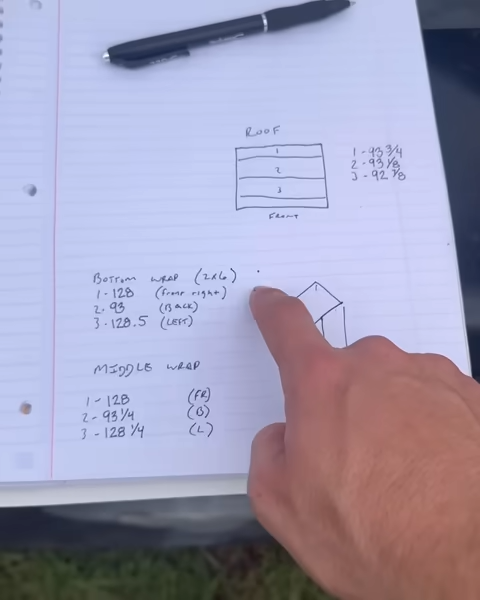 ROOF
1
2
3
FRONT
1 - 93 3/4
2 - 93 1/8
3 - 92 7/8
BOTTOM WRAP (2x6)
1 - 128 (front right)
2. 93 (BACK)
3 - 128.5 (LEFT)
MIDDLE WRAP
1 - 128 (FR)
2 - 93 1/4 (B)
3 - 128 1/4 (L)